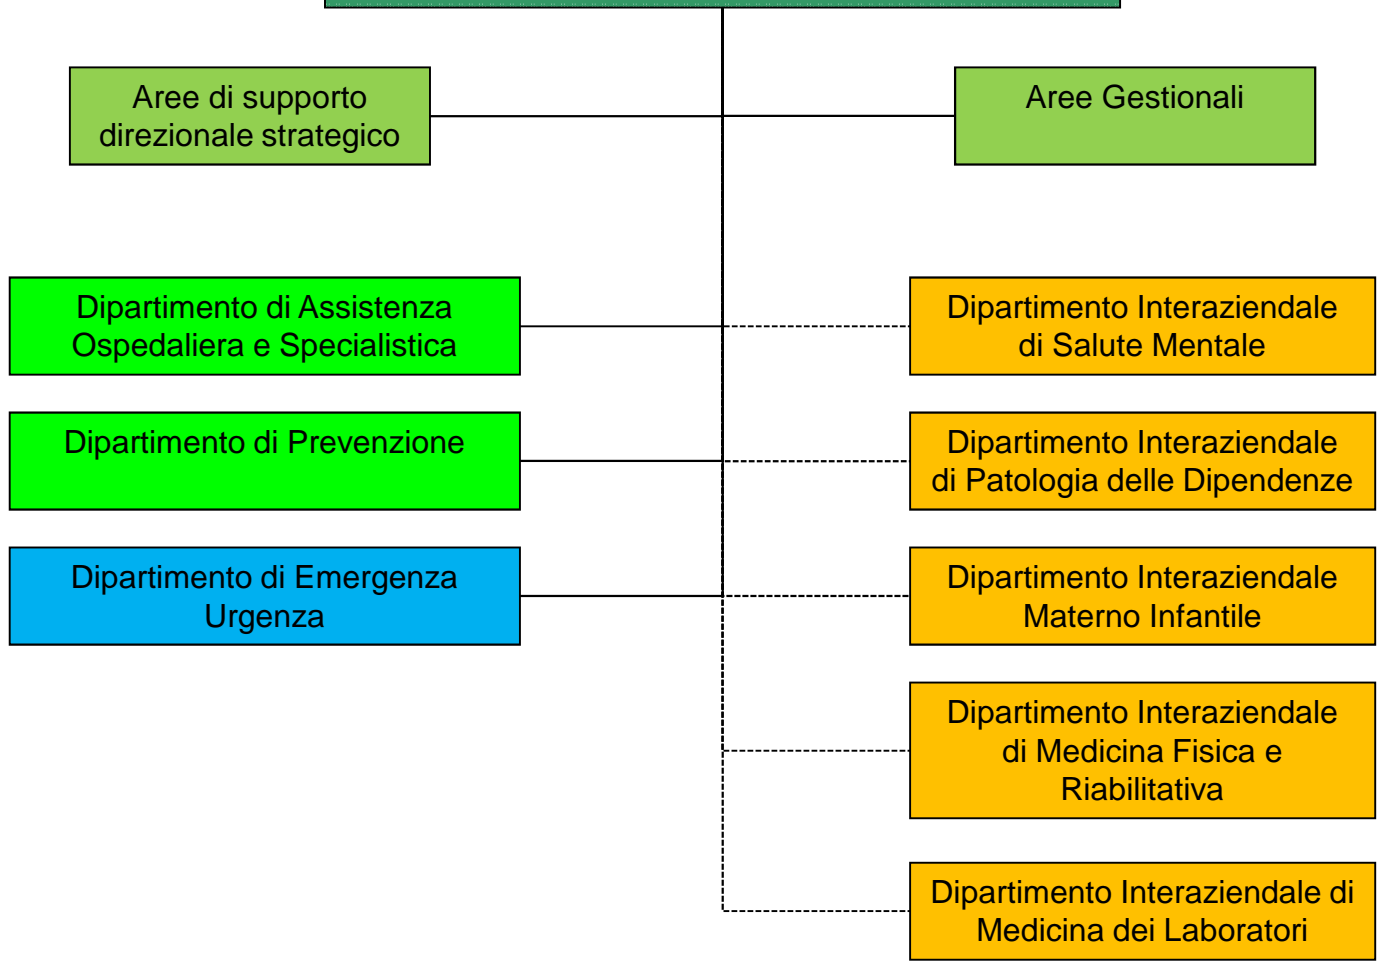 Aree di supporto
direzionale strategico
Aree Gestionali
Dipartimento di Assistenza
Ospedaliera e Specialistica
Dipartimento Interaziendale
di Salute Mentale
Dipartimento di Prevenzione
Dipartimento Interaziendale
di Patologia delle Dipendenze
Dipartimento di Emergenza
Urgenza
Dipartimento Interaziendale
Materno Infantile
Dipartimento Interaziendale
di Medicina Fisica e
Riabilitativa
Dipartimento Interaziendale di
Medicina dei Laboratori